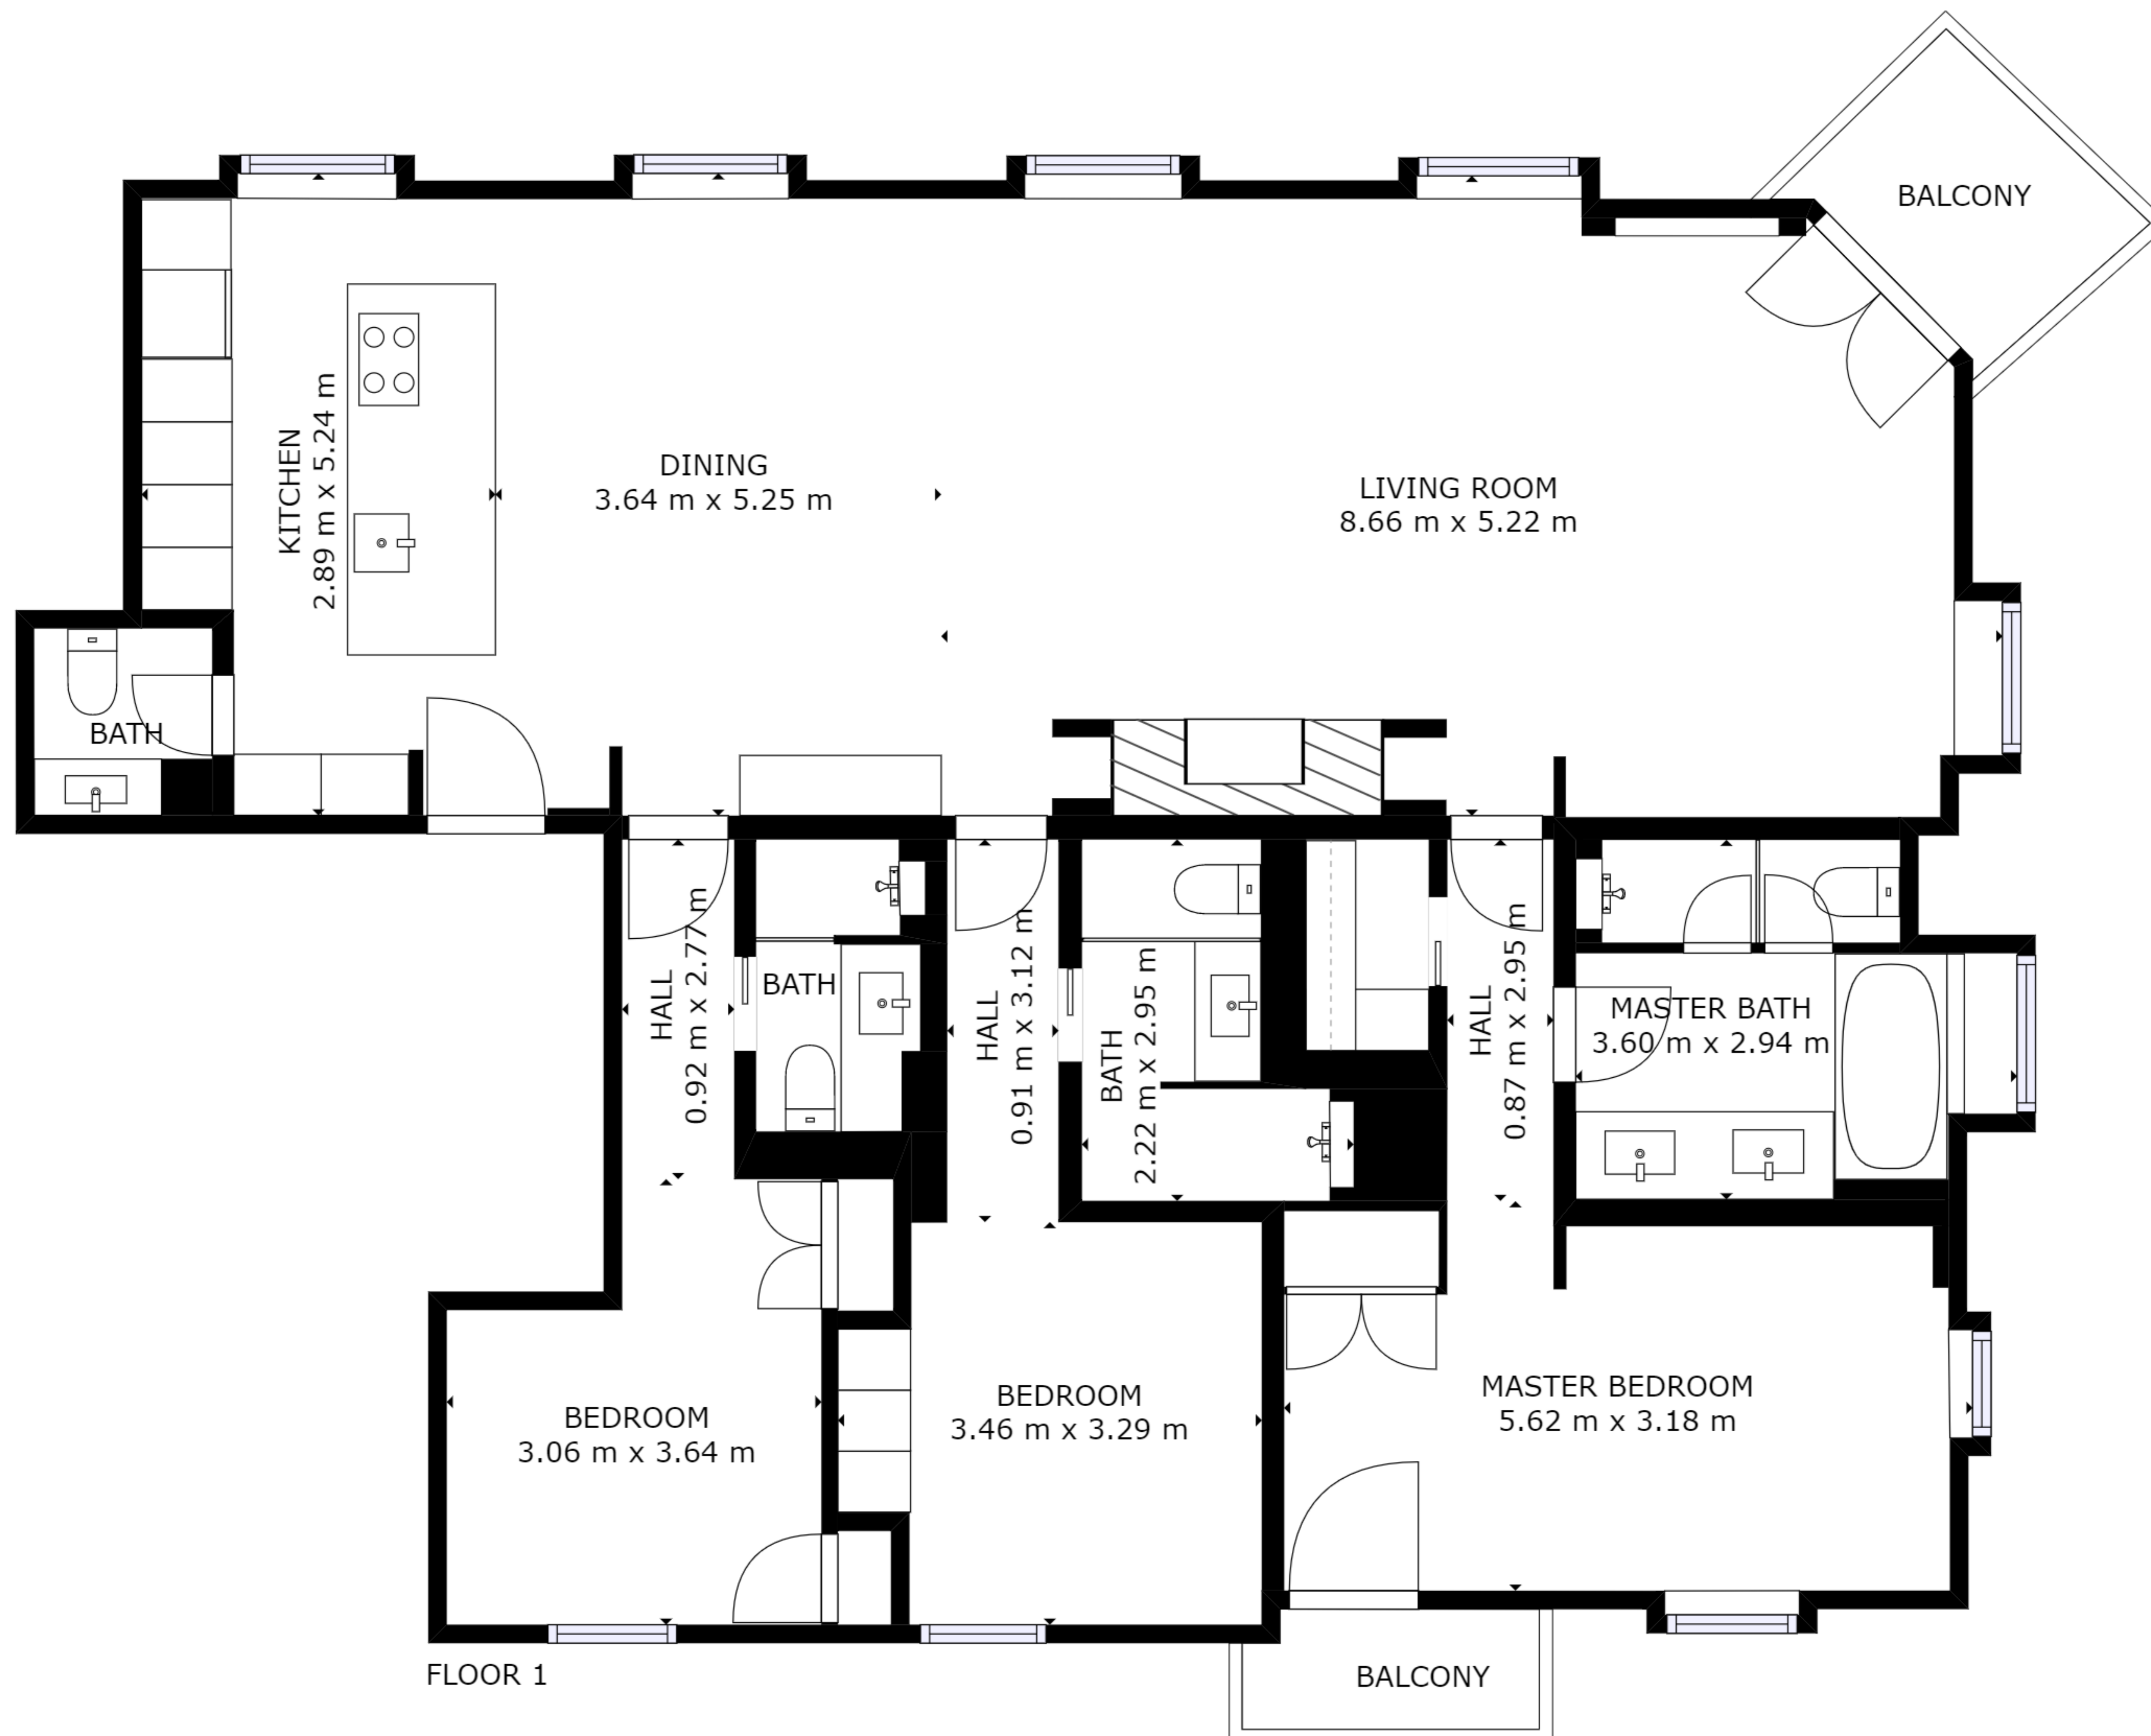 BALCONY
KITCHEN
2.89 m x 5.24 m
DINING
3.64 m x 5.25 m
LIVING ROOM
8.66 m x 5.22 m
BATH
HALL
0.92 m x 2.77 m
BATH
HALL
0.91 m x 3.12 m
BATH
2.22 m x 2.95 m
HALL
0.87 m x 2.95 m
MASTER BATH
3.60 m x 2.94 m
BEDROOM
3.06 m x 3.64 m
BEDROOM
3.46 m x 3.29 m
MASTER BEDROOM
5.62 m x 3.18 m
FLOOR 1
BALCONY